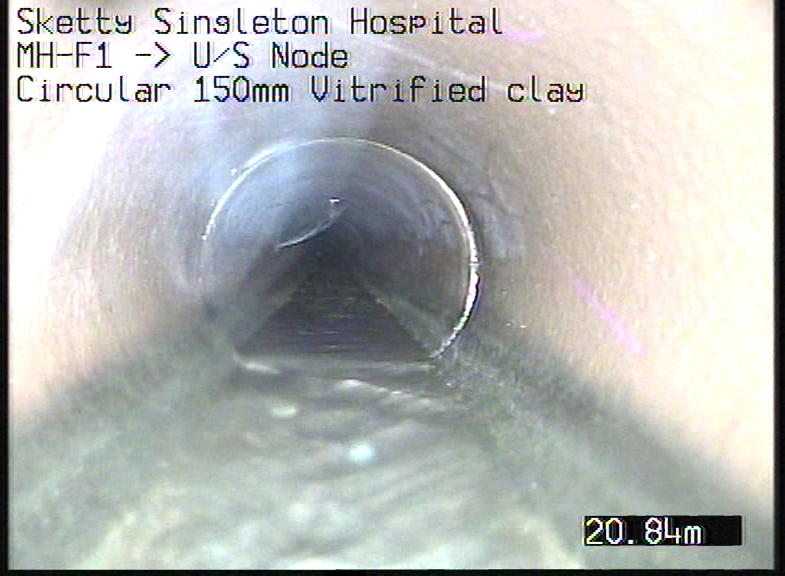 Sketty Singleton Hospital
MH-F1 -> U/S Node
Circular 150mm Vitrified clay
20.84m